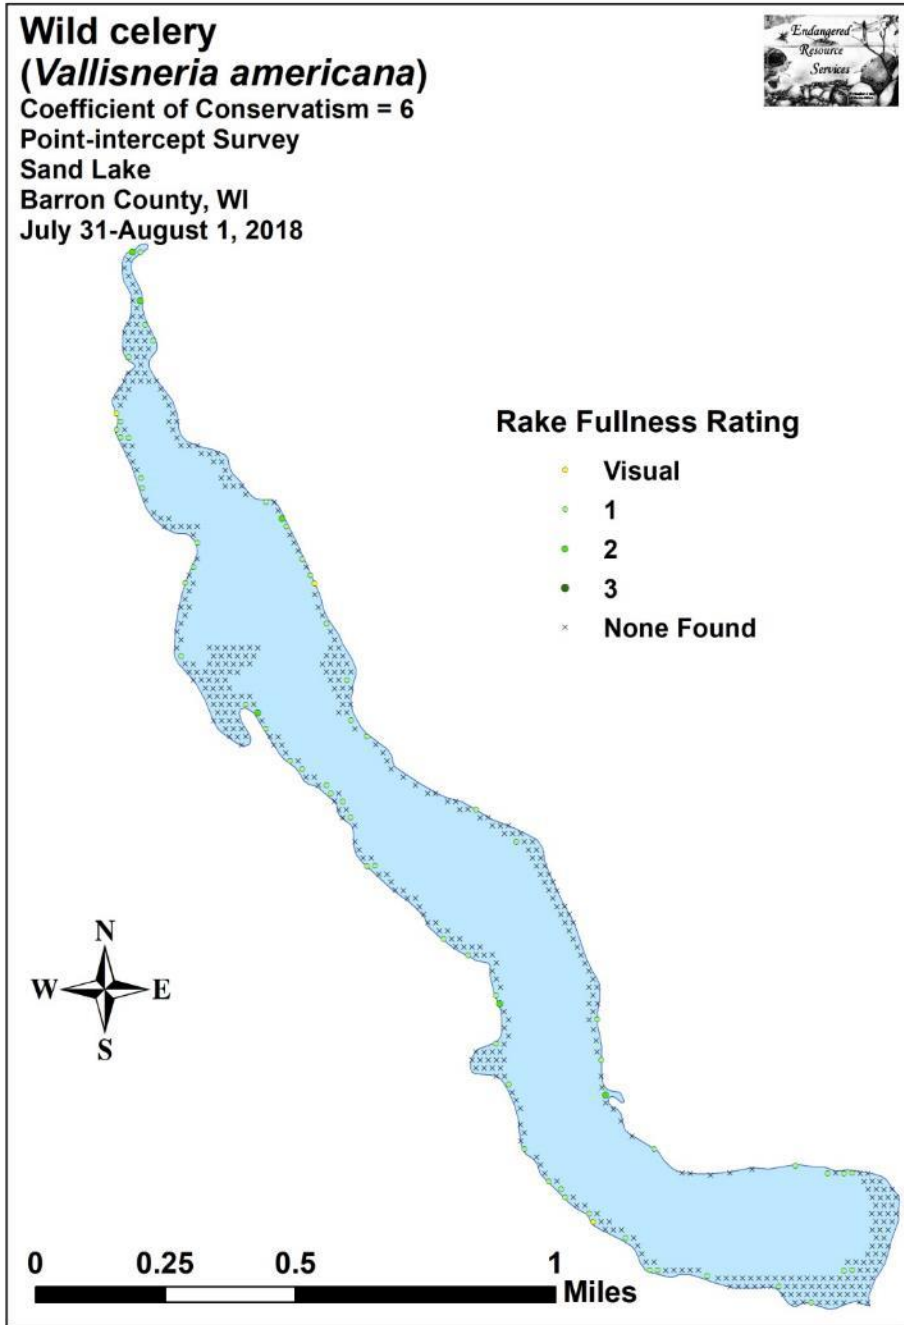 Wild celery
(Vallisneria americana)
Coefficient of Conservatism = 6
Point-intercept Survey
Sand Lake
Barron County, WI
July 31-August 1, 2018
Endangered
Resource
Services
Rake Fullness Rating
Visual
1
2
3
None Found
N
W E
S
0 0.25 0.5 1
Miles